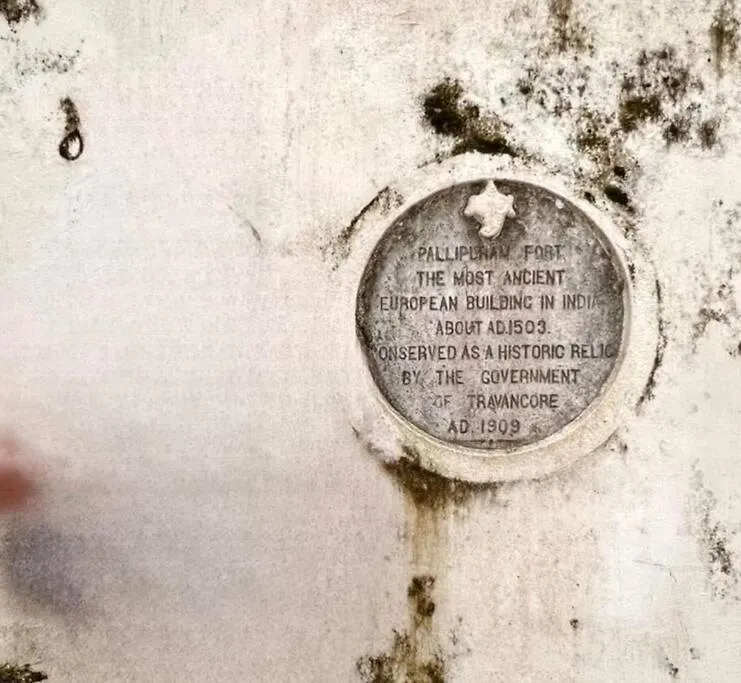 PALLIPURAM FORT
THE MOST ANCIENT
EUROPEAN BUILDING IN INDIA
ABOUT AD.1503.
CONSERVED AS A HISTORIC RELIC
BY THE GOVERNMENT
OF TRAVANCORE
AD. 1909